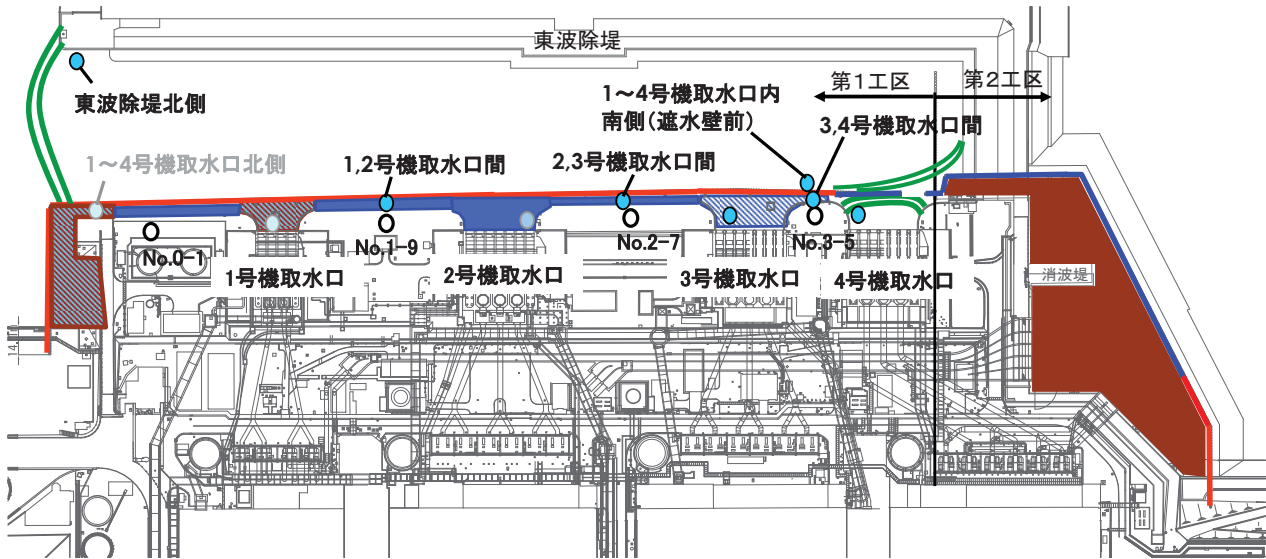 東波除堤
第1工区
第2工区
東波除堤北側
1～4号機取水口内
南側(遮水壁前)
3,4号機取水口間
1～4号機取水口北側
1,2号機取水口間
2,3号機取水口間
No.0-1
No.1-9
No.2-7
No.3-5
1号機取水口
2号機取水口
3号機取水口
4号機取水口
消波堤